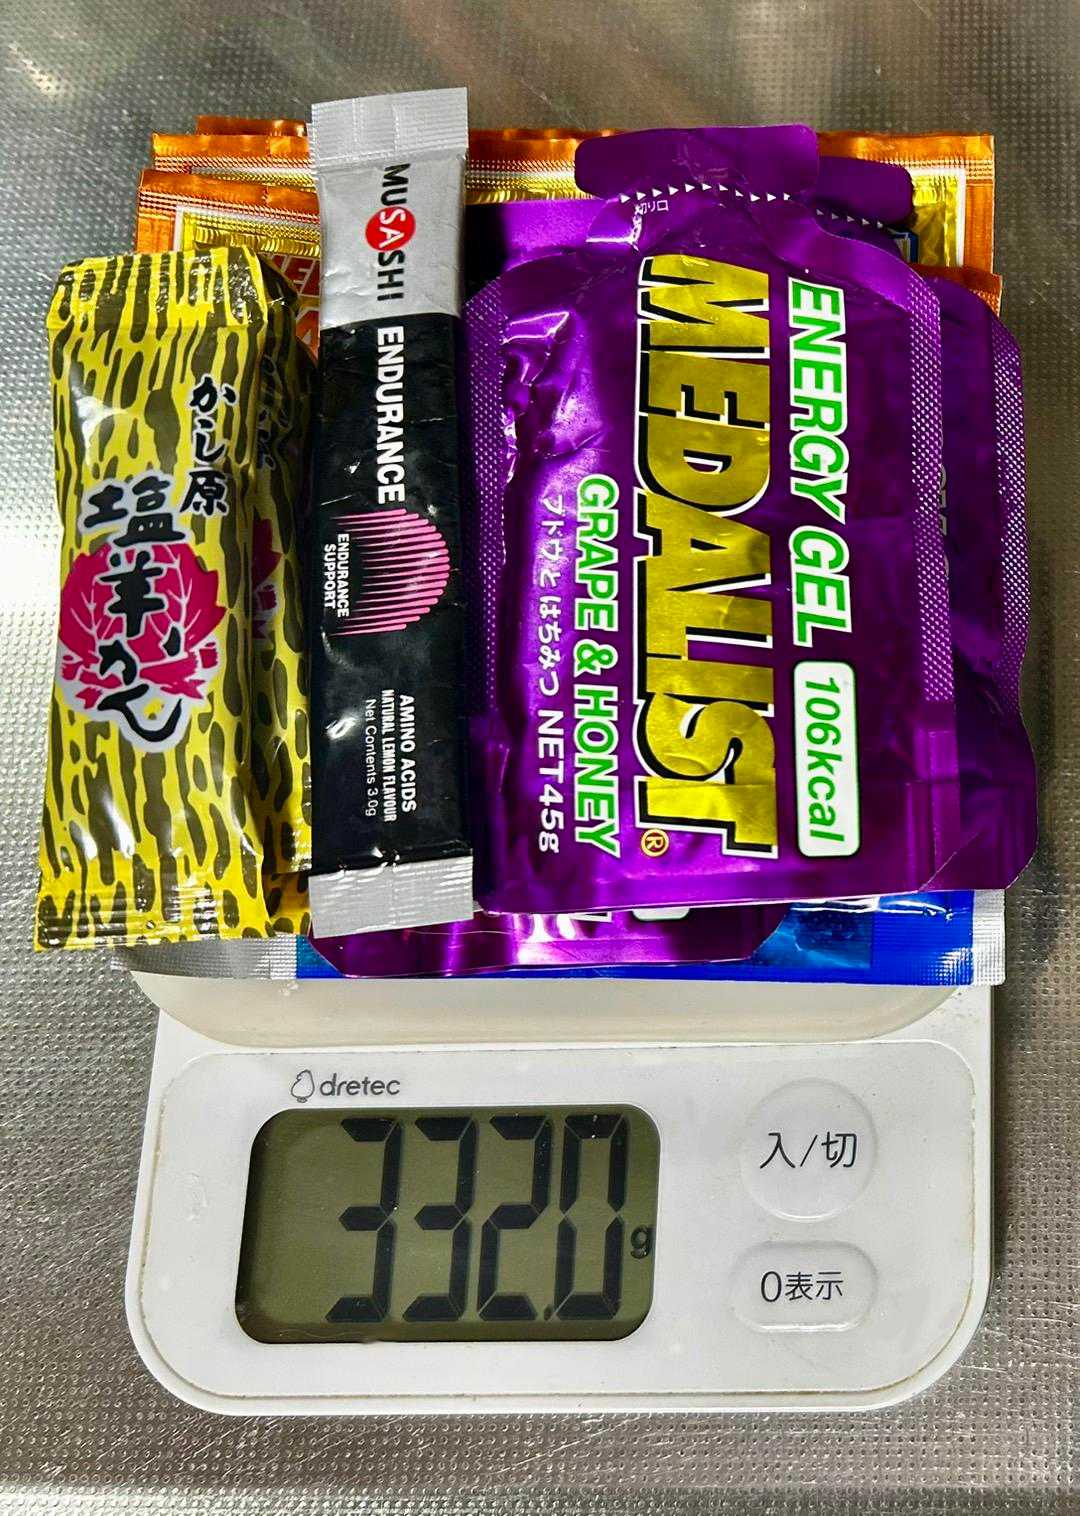 かし原
塩羊かん
MUSASHI
ENDURANCE
ENDURANCE
SUPPORT
AMINO ACIDS
NATURAL LEMON FLAVOUR
Net Contents 3.0g
切り口
ENERGY GEL 106kcal
MEDALIST®
GRAPE & HONEY
ブドウとはちみつ NET45g
dretec
332.0g
入/切
0表示